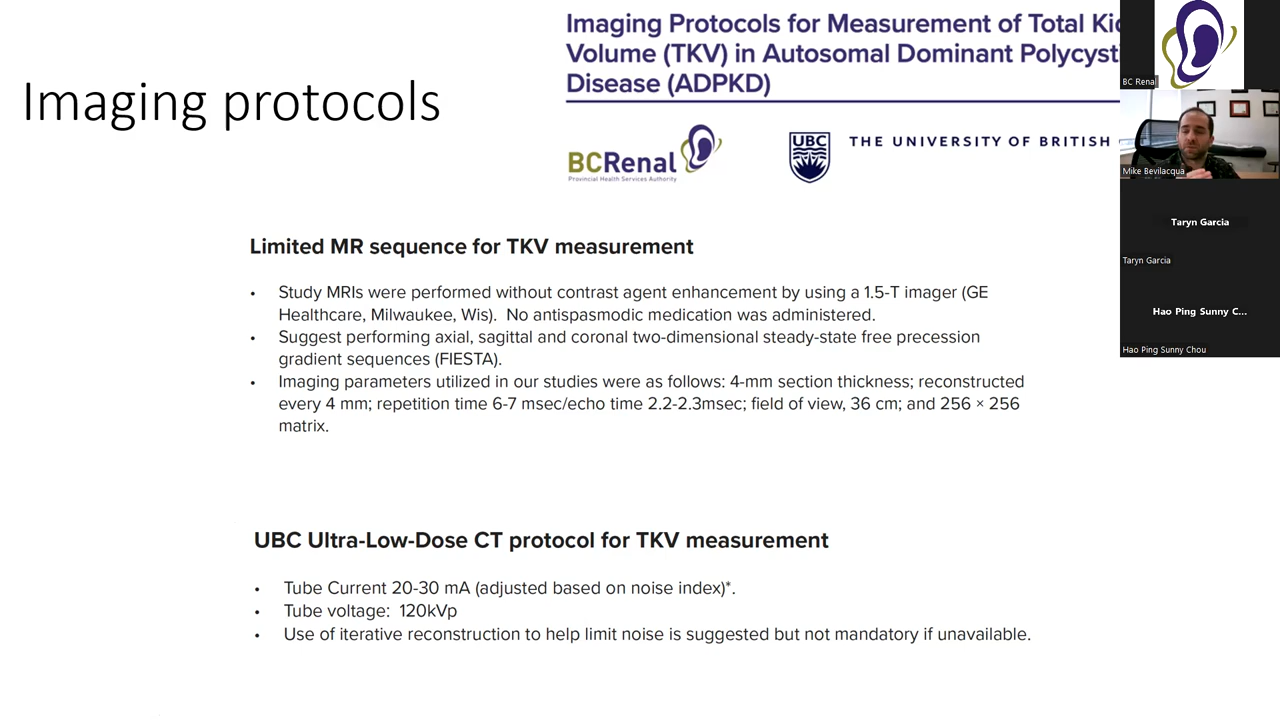 Imaging protocols
Imaging Protocols for Measurement of Total Ki
Volume (TKV) in Autosomal Dominant Polycyst
Disease (ADPKD)
BCRenal
Provincial Health Services Authority
UBC
THE UNIVERSITY OF BRITISH
Limited MR sequence for TKV measurement
• Study MRIs were performed without contrast agent enhancement by using a 1.5-T imager (GE
Healthcare, Milwaukee, Wis). No antispasmodic medication was administered.
• Suggest performing axial, sagittal and coronal two-dimensional steady-state free precession
gradient sequences (FIESTA).
• Imaging parameters utilized in our studies were as follows: 4-mm section thickness; reconstructed
every 4 mm; repetition time 6-7 msec/echo time 2.2-2.3msec; field of view, 36 cm; and 256 × 256
matrix.
UBC Ultra-Low-Dose CT protocol for TKV measurement
• Tube Current 20-30 mA (adjusted based on noise index)*.
• Tube voltage: 120kVp
• Use of iterative reconstruction to help limit noise is suggested but not mandatory if unavailable.
BC Renal
Mike Bevilacqua
Taryn Garcia
Taryn Garcia
Hao Ping Sunny C...
Hao Ping Sunny Chou